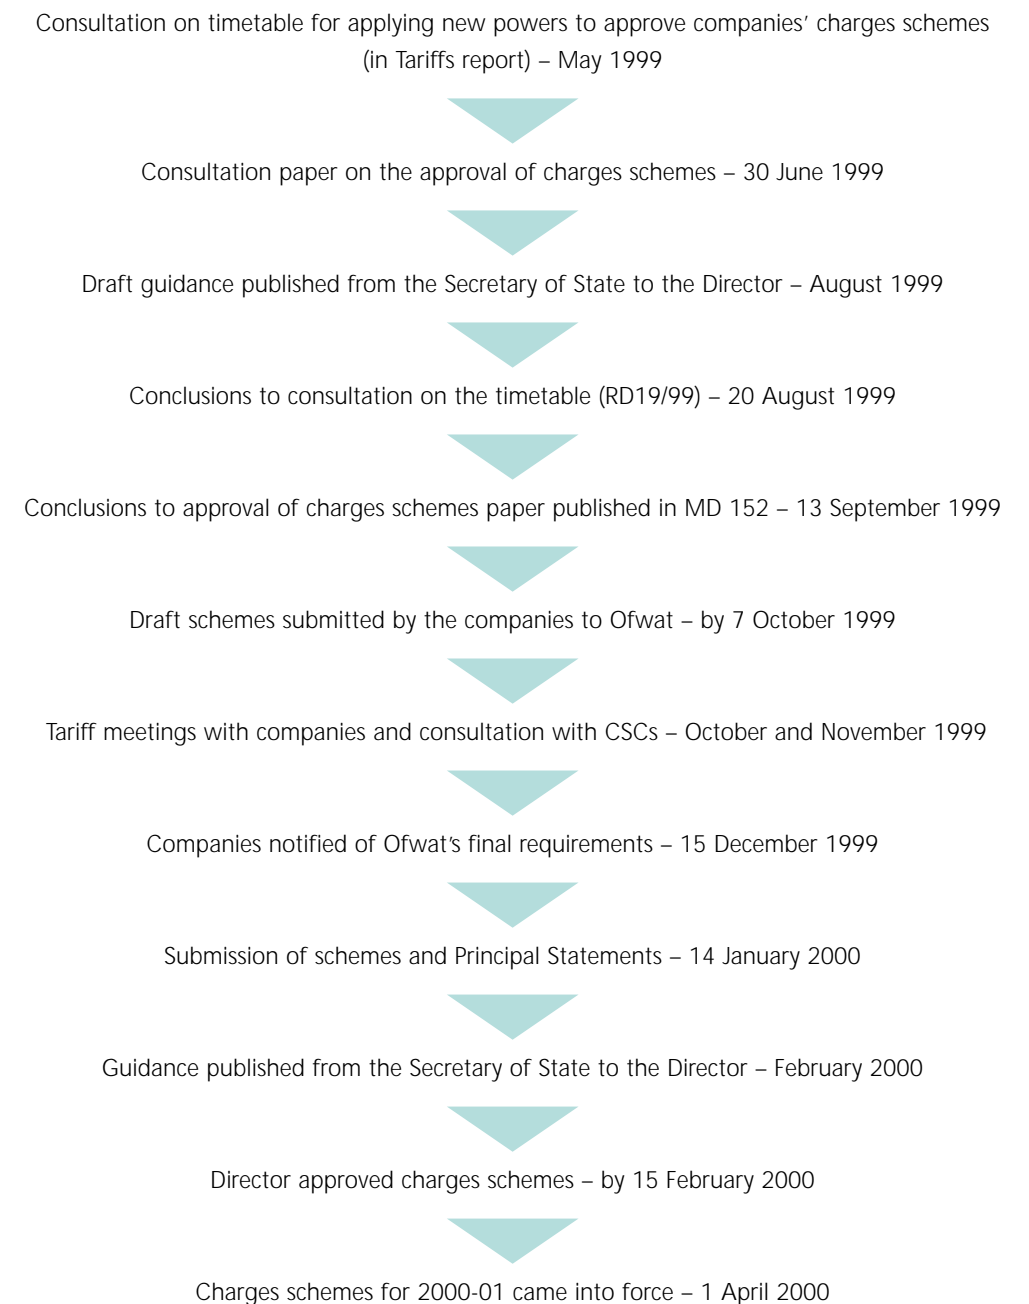 Consultation on timetable for applying new powers to approve companies’ charges schemes
(in Tariffs report) – May 1999
Consultation paper on the approval of charges schemes – 30 June 1999
Draft guidance published from the Secretary of State to the Director – August 1999
Conclusions to consultation on the timetable (RD19/99) – 20 August 1999
Conclusions to approval of charges schemes paper published in MD 152 – 13 September 1999
Draft schemes submitted by the companies to Ofwat – by 7 October 1999
Tariff meetings with companies and consultation with CSCs – October and November 1999
Companies notified of Ofwat’s final requirements – 15 December 1999
Submission of schemes and Principal Statements – 14 January 2000
Guidance published from the Secretary of State to the Director – February 2000
Director approved charges schemes – by 15 February 2000
Charges schemes for 2000-01 came into force – 1 April 2000